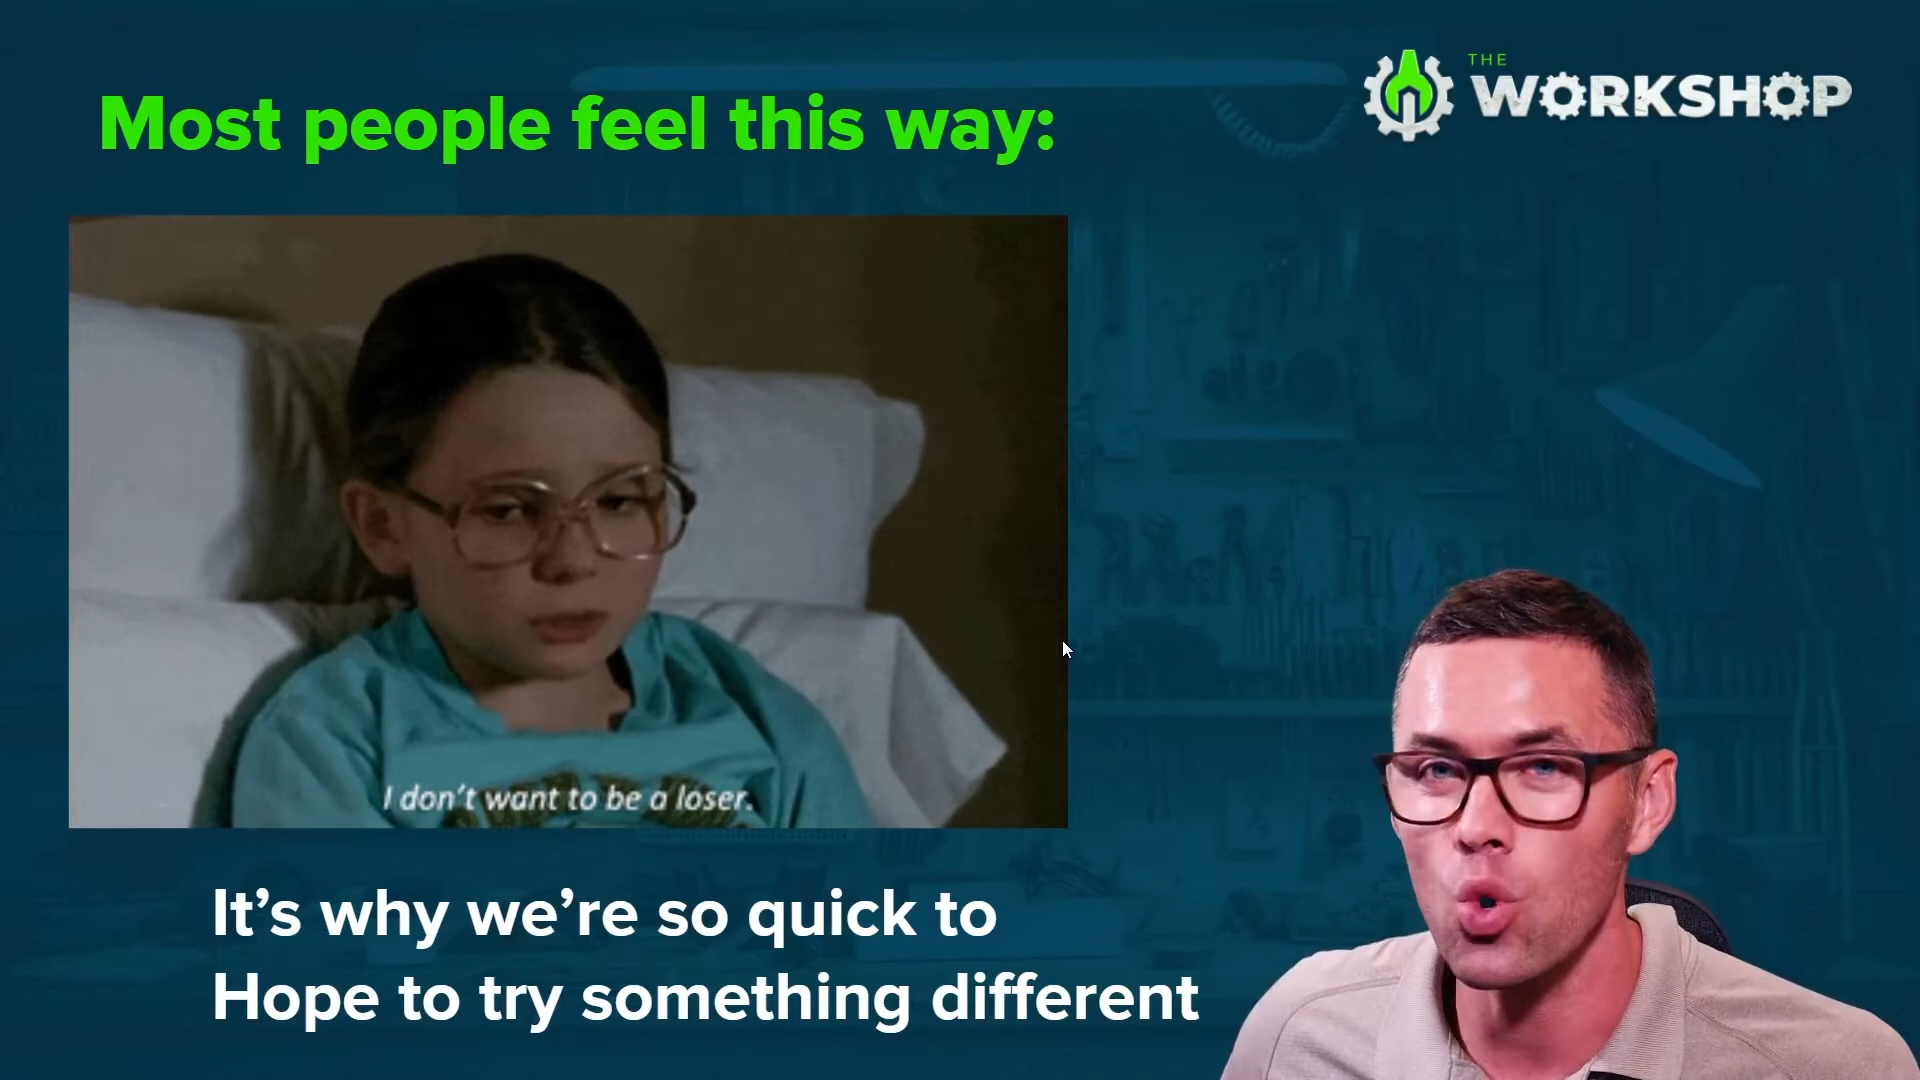 THE
WORKSHOP
Most people feel this way:
I don't want to be a loser.
It's why we're so quick to
Hope to try something different